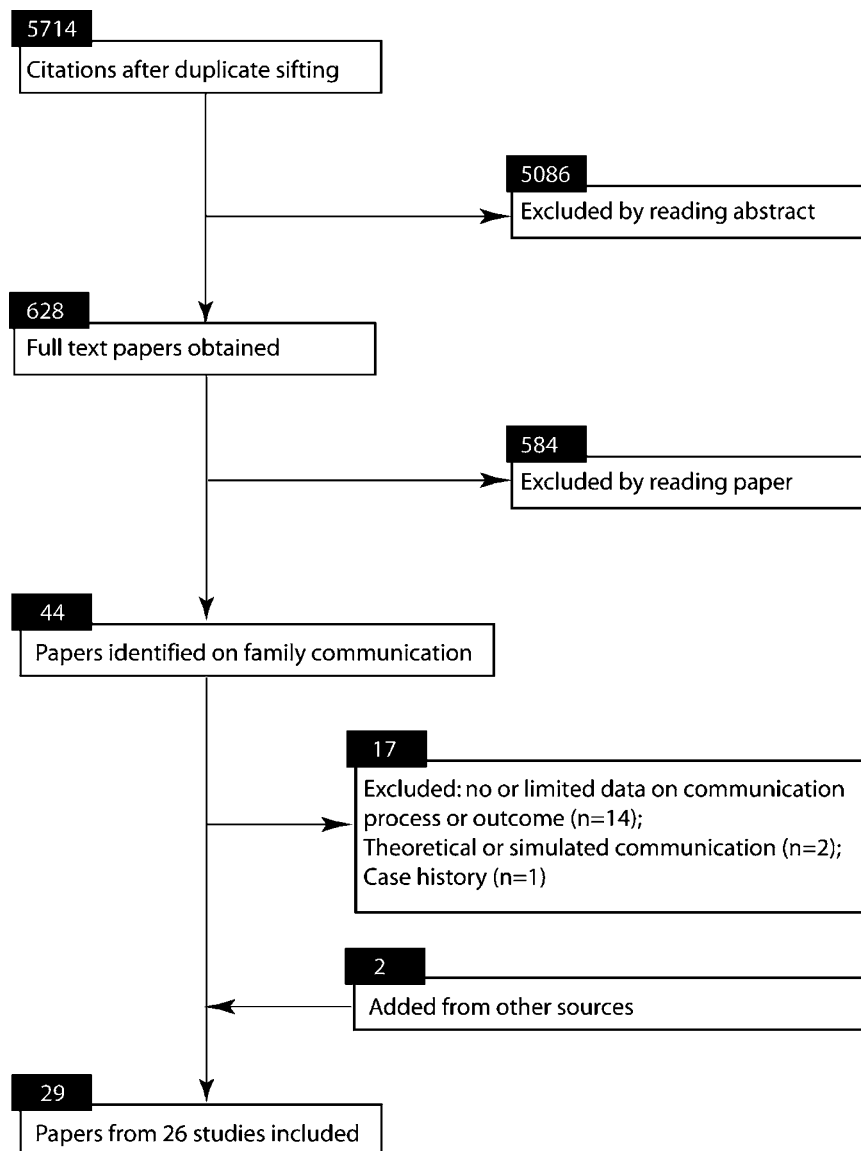 5714
Citations after duplicate sifting
5086
Excluded by reading abstract
628
Full text papers obtained
584
Excluded by reading paper
44
Papers identified on family communication
17
Excluded: no or limited data on communication
process or outcome (n=14);
Theoretical or simulated communication (n=2);
Case history (n=1)
2
Added from other sources
29
Papers from 26 studies included